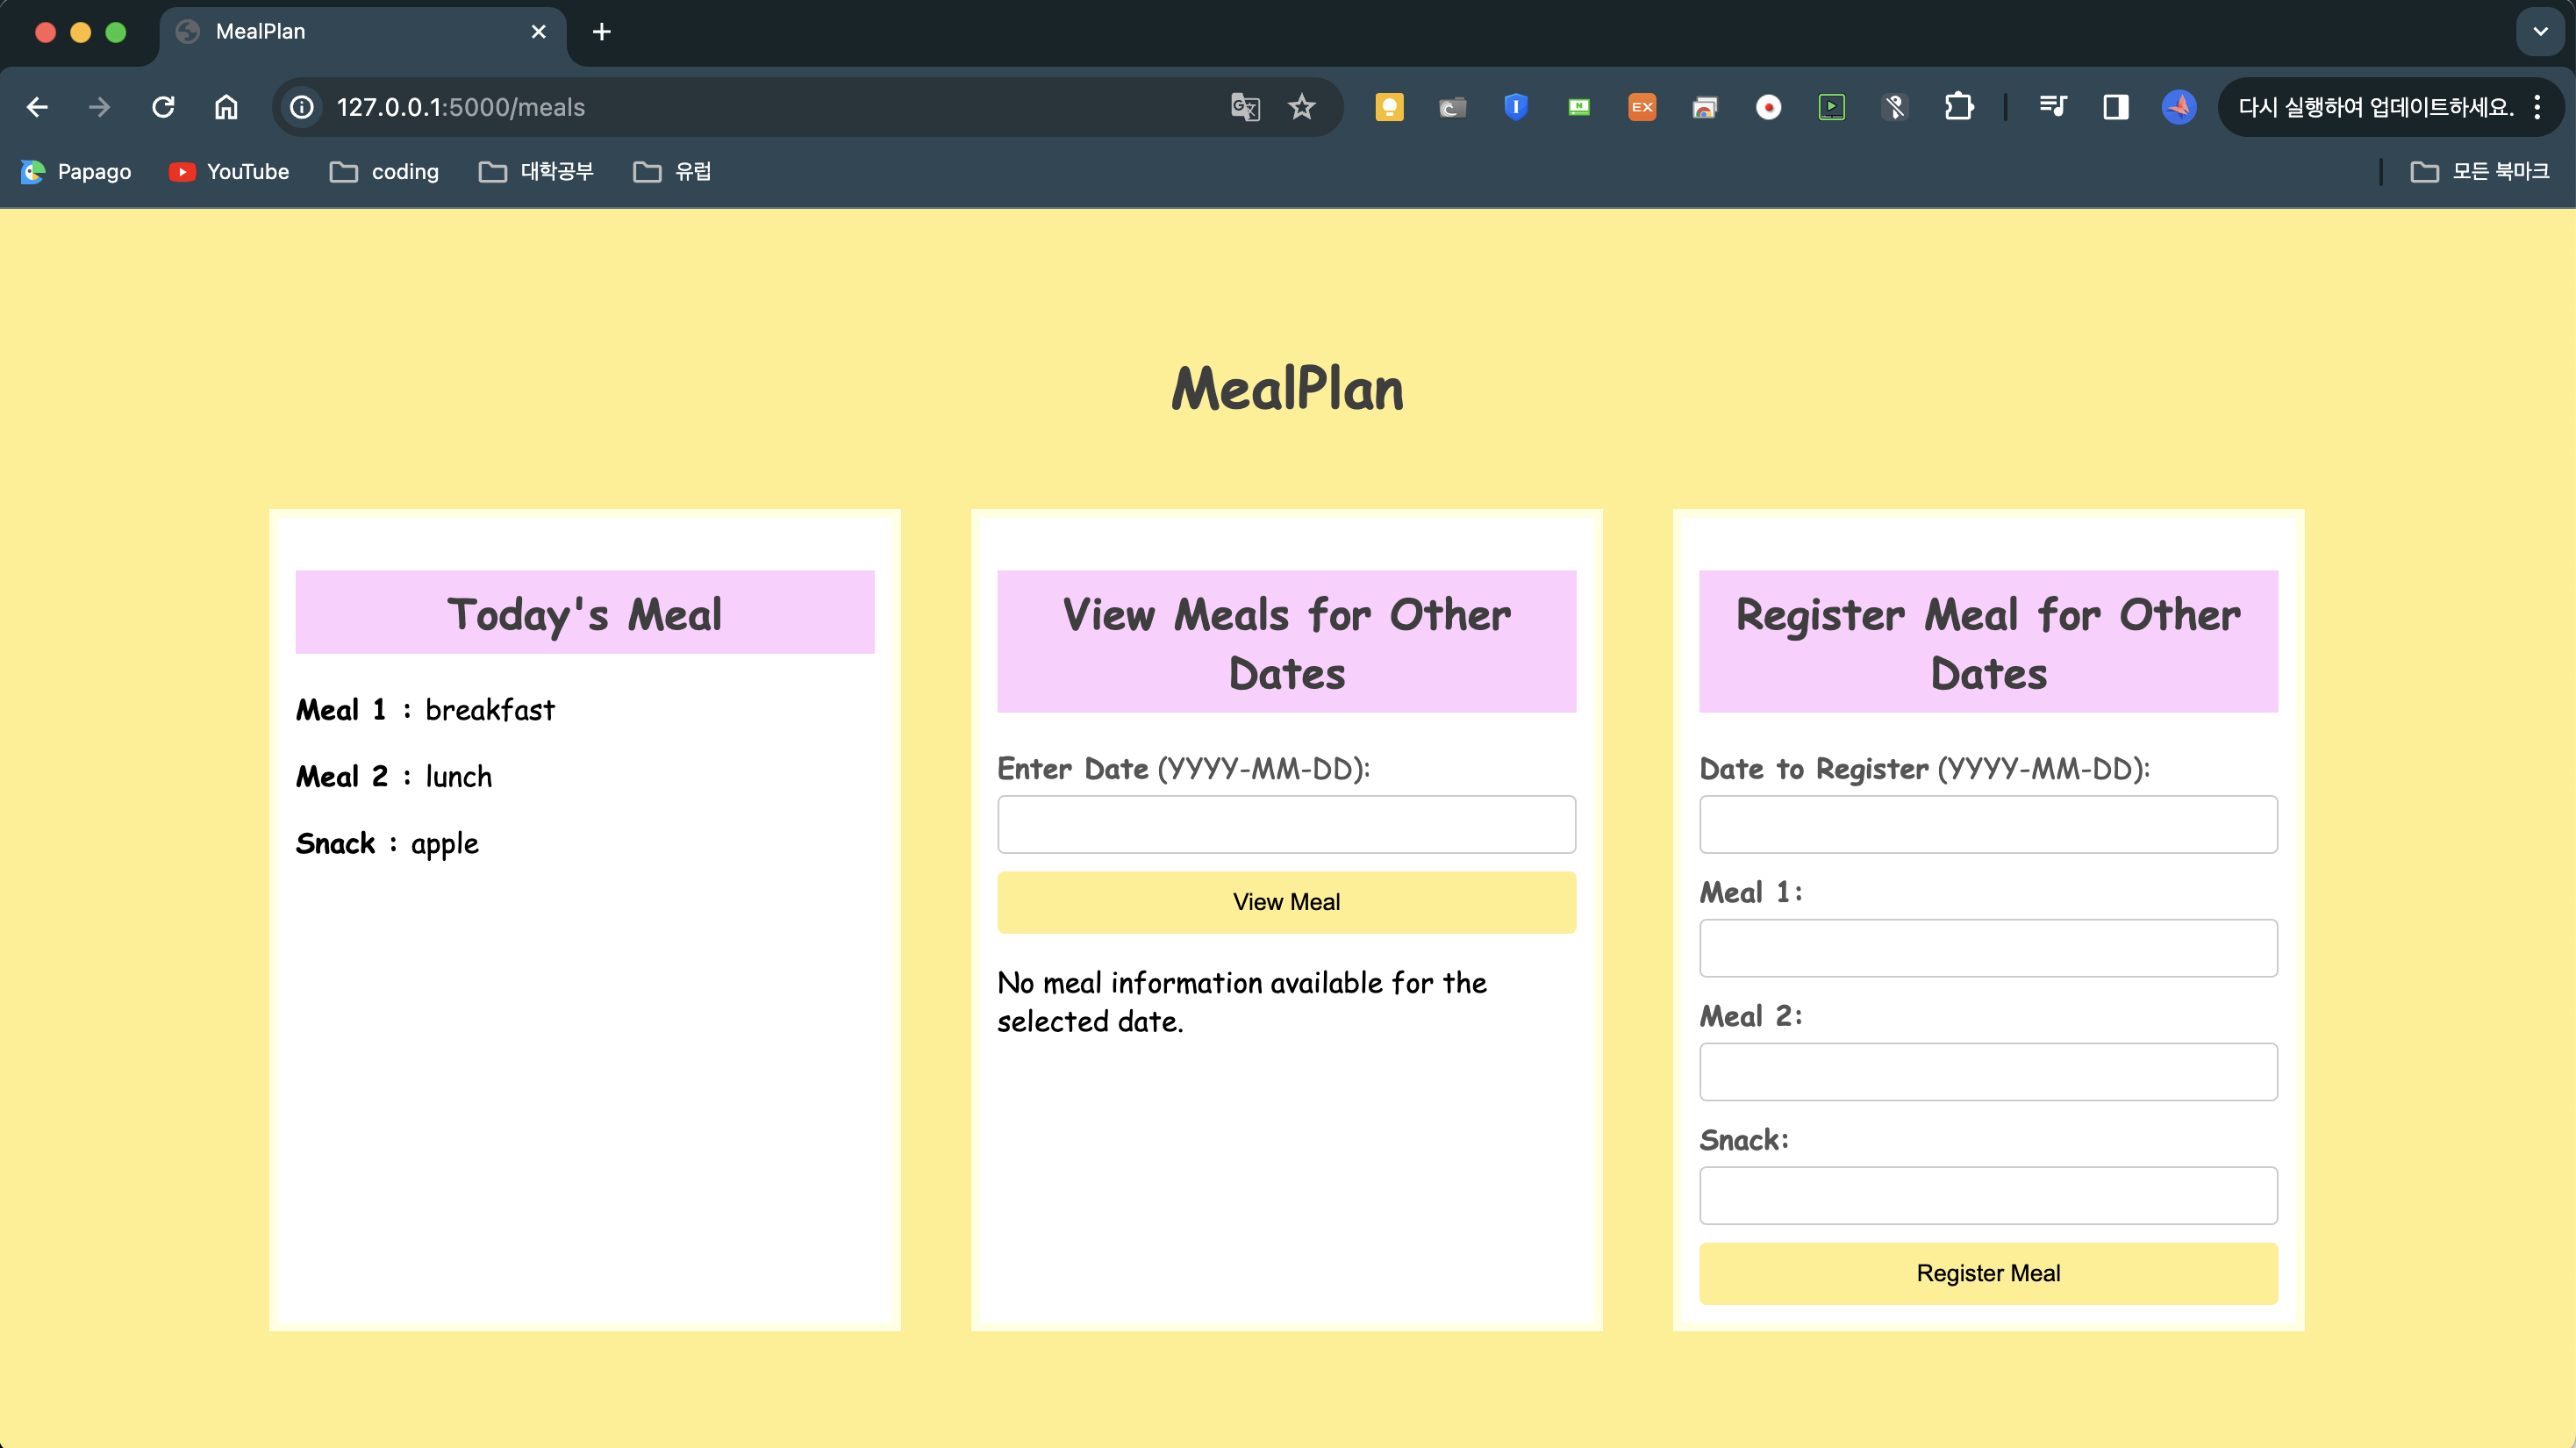 MealPlan
127.0.0.1:5000/meals
다시 실행하여 업데이트하세요.
Papago
YouTube
coding
대학공부
유럽
모든 북마크
MealPlan
Today's Meal
Meal 1 : breakfast
Meal 2 : lunch
Snack : apple
View Meals for Other
Dates
Enter Date (YYYY-MM-DD):
View Meal
No meal information available for the
selected date.
Register Meal for Other
Dates
Date to Register (YYYY-MM-DD):
Meal 1:
Meal 2:
Snack:
Register Meal